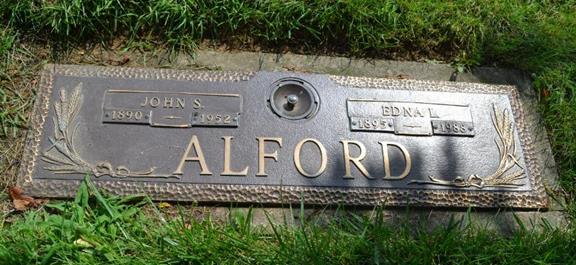 JOHN S.
1890 1952
EDNA L.
1895 1988
ALFORD